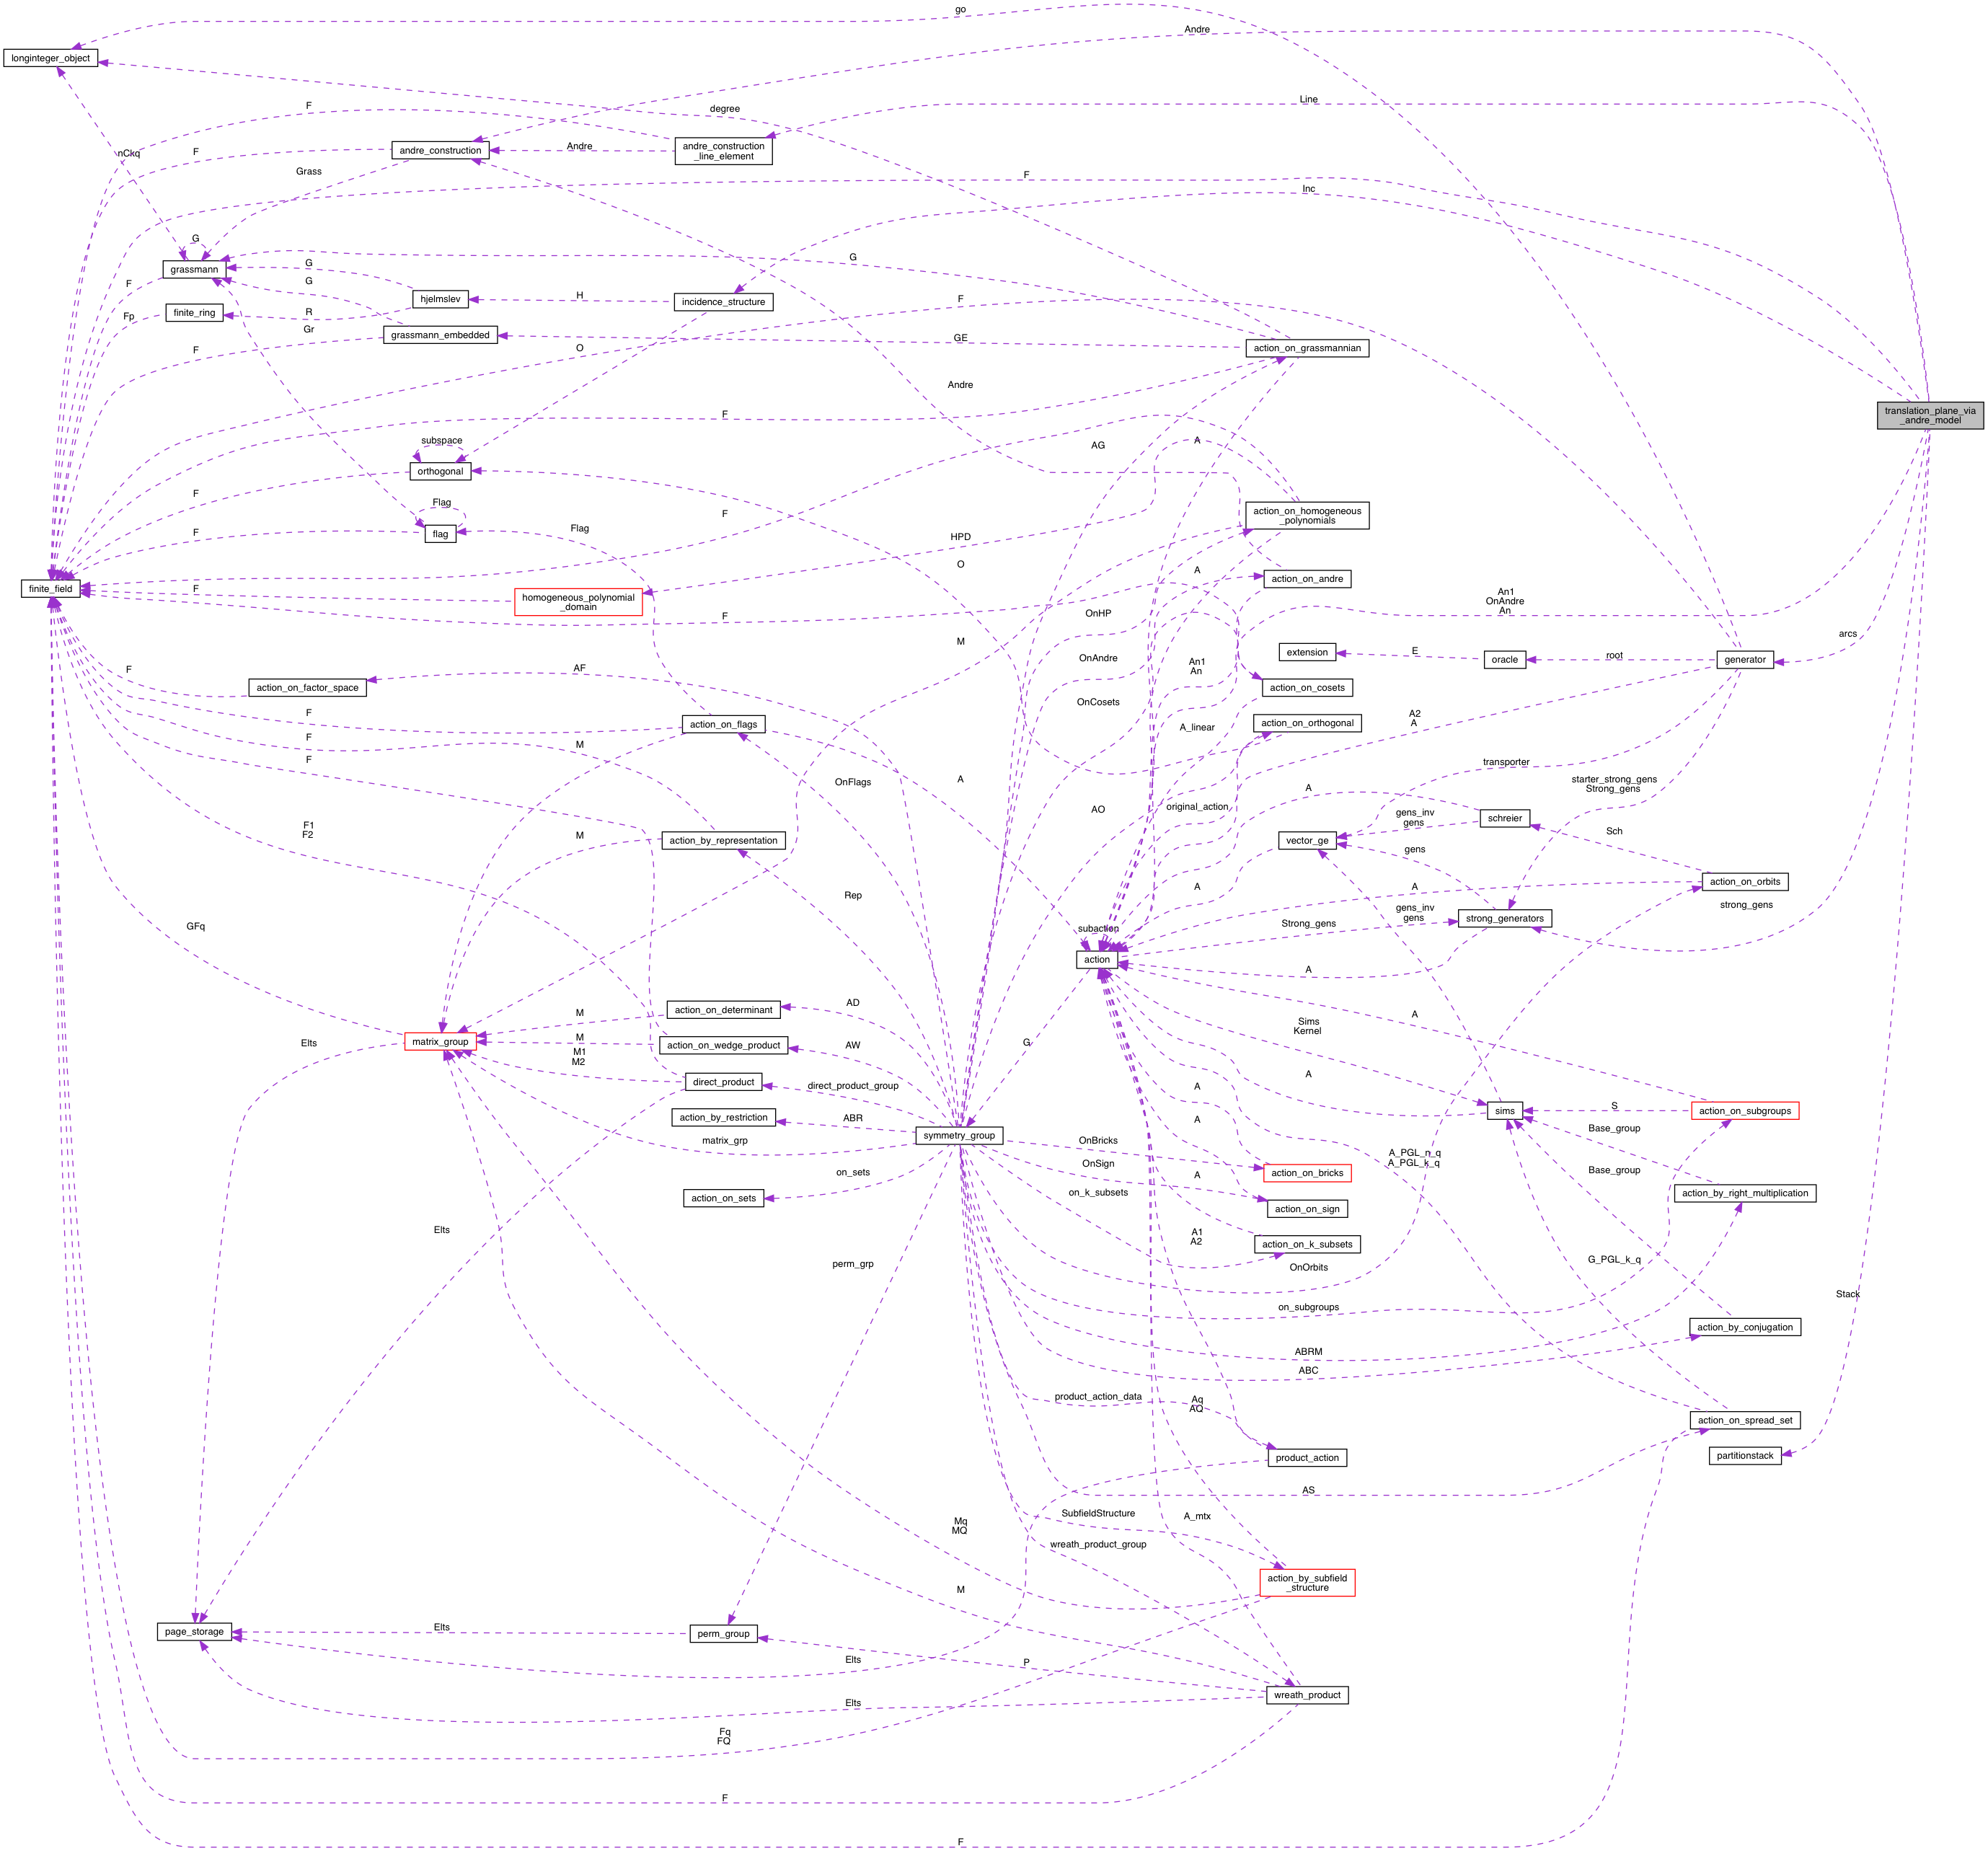 go
Andre
longinteger_object
Line
F
degree
andre_construction
_line_element
Andre
andre_construction
F
nCkq
Grass
F
Inc
G
G
grassmann
G
F
G
hjelmslev
H
incidence_structure
F
finite_ring
R
Fp
Gr
grassmann_embedded
GE
action_on_grassmannian
F
O
Andre
translation_plane_via
_andre_model
F
subspace
AG
A
orthogonal
F
action_on_homogeneous
_polynomials
Flag
F
Flag
F
flag
HPD
O
A
action_on_andre
finite_field
F
homogeneous_polynomial
_domain
An1
OnAndre
An
OnHP
F
arcs
M
OnAndre
An1
An
extension
E
oracle
root
generator
AF
F
action_on_factor_space
action_on_cosets
OnCosets
F
action_on_flags
A_linear
action_on_orthogonal
A2
A
F
M
F
transporter
OnFlags
A
starter_strong_gens
Strong_gens
AO
original_action
A
gens_inv
gens
schreier
F1
F2
M
action_by_representation
vector_ge
gens
Sch
Rep
A
A
action_on_orbits
gens_inv
gens
strong_gens
GFq
subaction
Strong_gens
strong_generators
action
A
AD
action_on_determinant
M
Sims
Kernel
A
matrix_group
M
action_on_wedge_product
AW
G
Elts
M1
M2
direct_product
direct_product_group
A
A
S
action_on_subgroups
sims
action_by_restriction
ABR
A
Base_group
matrix_grp
symmetry_group
OnBricks
A_PGL_n_q
A_PGL_k_q
on_sets
OnSign
action_on_bricks
Base_group
action_on_sets
on_k_subsets
A
action_by_right_multiplication
action_on_sign
Elts
A1
A2
action_on_k_subsets
perm_grp
OnOrbits
G_PGL_k_q
on_subgroups
Stack
action_by_conjugation
ABRM
ABC
product_action_data
Aq
AQ
action_on_spread_set
product_action
partitionstack
AS
SubfieldStructure
A_mtx
Mq
MQ
wreath_product_group
action_by_subfield
_structure
M
page_storage
Elts
perm_group
Elts
P
wreath_product
Elts
Fq
FQ
F
F